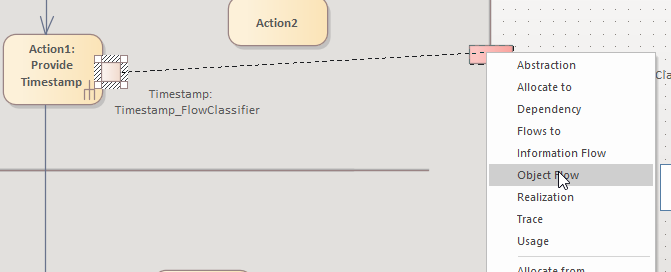 Action2
Action1:
Provide
Timestamp
Timestamp:
Timestamp_FlowClassifier
Abstraction
Allocate to
Dependency
Flows to
Information Flow
Object Flow
Realization
Trace
Usage
Allocate from
Cla